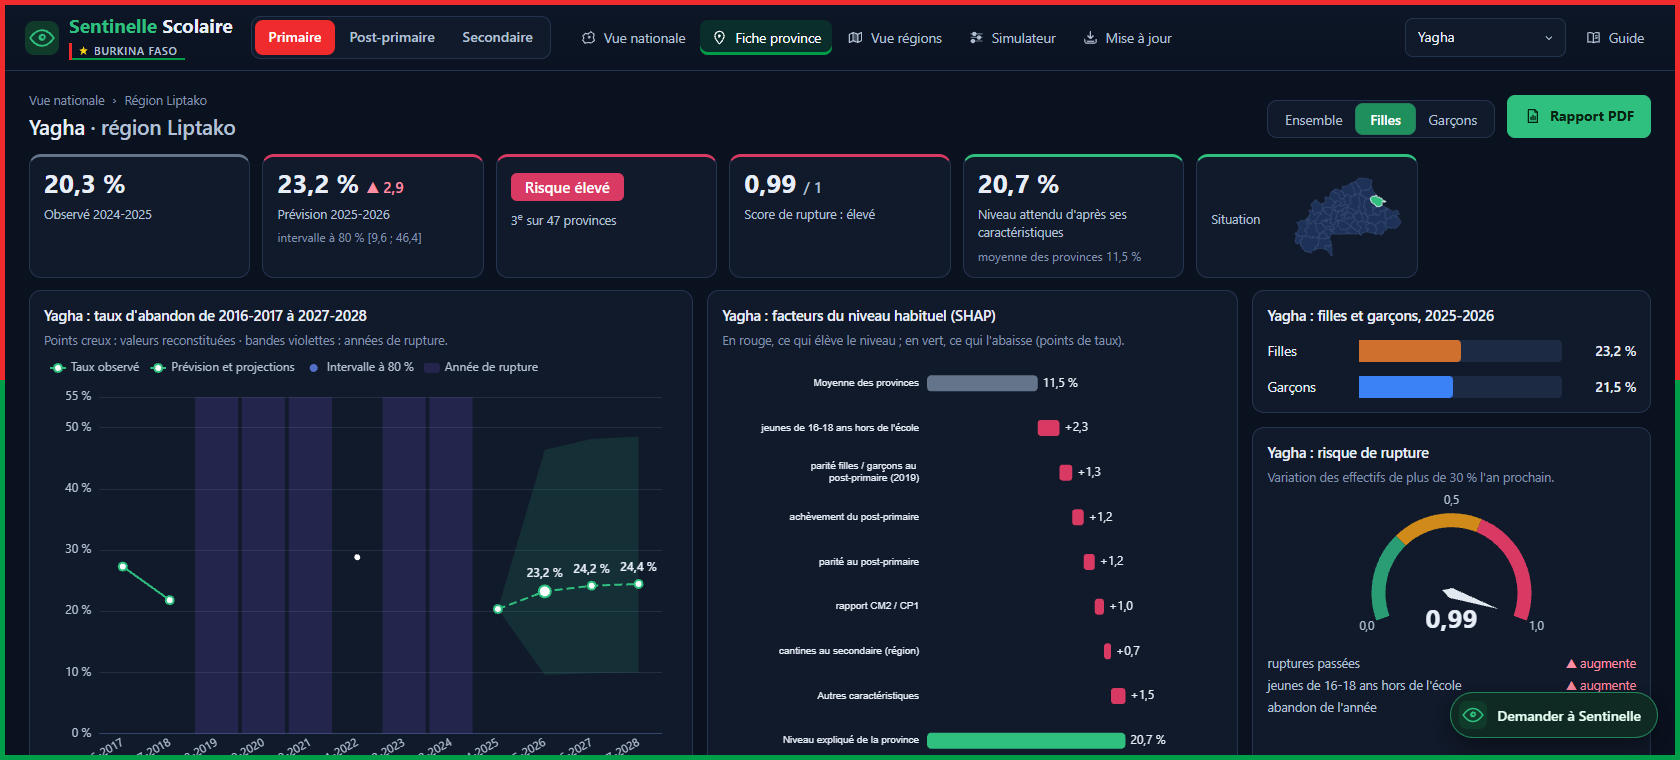 Sentinelle Scolaire
★ BURKINA FASO
Primaire
Post-primaire
Secondaire
Vue nationale
Fiche province
Vue régions
Simulateur
Mise à jour
Yagha
Guide
Vue nationale › Région Liptako
Yagha · région Liptako
Ensemble
Filles
Garçons
Rapport PDF
20,3 %
Observé 2024-2025
23,2 % ▲ 2,9
Prévision 2025-2026
intervalle à 80 % [9,6 ; 46,4]
Risque élevé
3e sur 47 provinces
0,99 / 1
Score de rupture : élevé
20,7 %
Niveau attendu d'après ses
caractéristiques
moyenne des provinces 11,5 %
Situation
Yagha : taux d'abandon de 2016-2017 à 2027-2028
Points creux : valeurs reconstituées · bandes violettes : années de rupture.
Taux observé
Prévision et projections
Intervalle à 80 %
Année de rupture
55 %
50 %
40 %
30 %
20 %
10 %
0 %
23,2 %
24,2 %
24,4 %
Yagha : facteurs du niveau habituel (SHAP)
En rouge, ce qui élève le niveau ; en vert, ce qui l'abaisse (points de taux).
Moyenne des provinces 11,5 %
jeunes de 16-18 ans hors de l'école +2,3
parité filles / garçons au
post-primaire (2019) +1,3
achèvement du post-primaire +1,2
parité au post-primaire +1,2
rapport CM2 / CP1 +1,0
cantines au secondaire (région) +0,7
Autres caractéristiques +1,5
Niveau expliqué de la province 20,7 %
Yagha : filles et garçons, 2025-2026
Filles 23,2 %
Garçons 21,5 %
Yagha : risque de rupture
Variation des effectifs de plus de 30 % l'an prochain.
0,5
0,0
0,99
1,0
ruptures passées ▲ augmente
jeunes de 16-18 ans hors de l'école ▲ augmente
abandon de l'année
Demander à Sentinelle